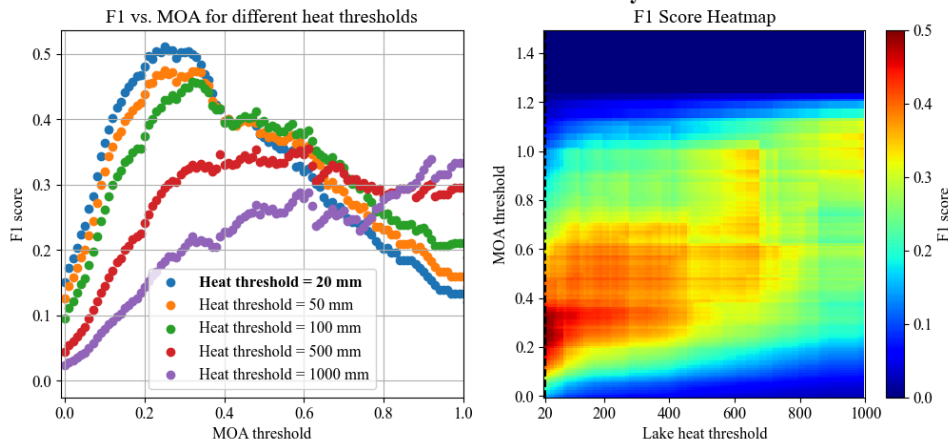 F1 vs. MOA for different heat thresholds
F1 score
0.5
0.4
0.3
0.2
0.1
0.0
Heat threshold = 20 mm
Heat threshold = 50 mm
Heat threshold = 100 mm
Heat threshold = 500 mm
Heat threshold = 1000 mm
0.0 0.2 0.4 0.6 0.8 1.0
MOA threshold
F1 Score Heatmap
MOA threshold
1.4
1.2
1.0
0.8
0.6
0.4
0.2
0.0
20 200 400 600 800 1000
Lake heat threshold
0.5
0.4
0.3
0.2
0.1
0.0
F1 score